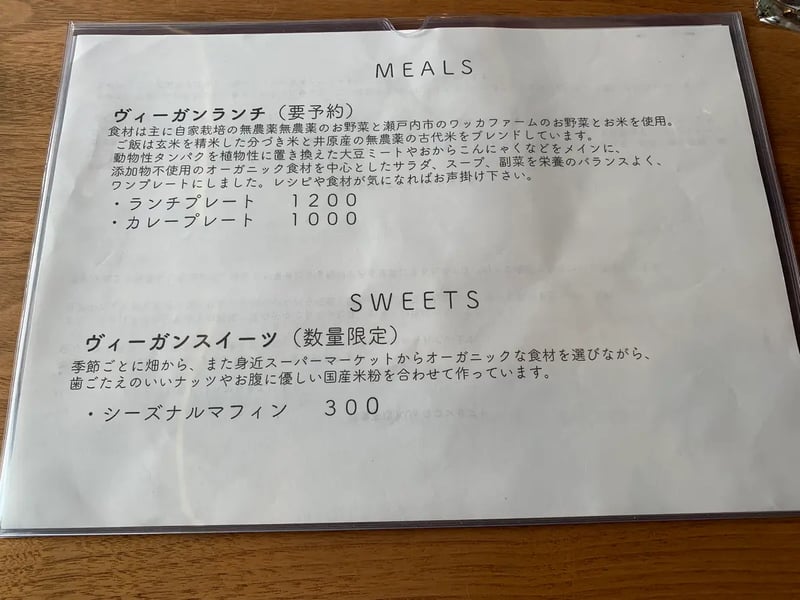 MEALS
ヴィーガンランチ（要予約）
食材は主に自家栽培の無農薬無農薬のお野菜と瀬戸内市のワッカファームのお野菜とお米を使用。
ご飯は玄米を精米した分づき米と井原産の無農薬の古代米をブレンドしています。
動物性タンパクを植物性に置き換えた大豆ミートやおからこんにゃくなどをメインに、
添加物不使用のオーガニック食材を中心としたサラダ、スープ、副菜を栄養のバランスよく、
ワンプレートにしました。レシピや食材が気になればお声掛け下さい。
・ランチプレート　１２００
・カレープレート　１０００
SWEETS
ヴィーガンスイーツ（数量限定）
季節ごとに畑から、また身近スーパーマーケットからオーガニックな食材を選びながら、
歯ごたえのいいナッツやお腹に優しい国産米粉を合わせて作っています。
・シーズナルマフィン　３００